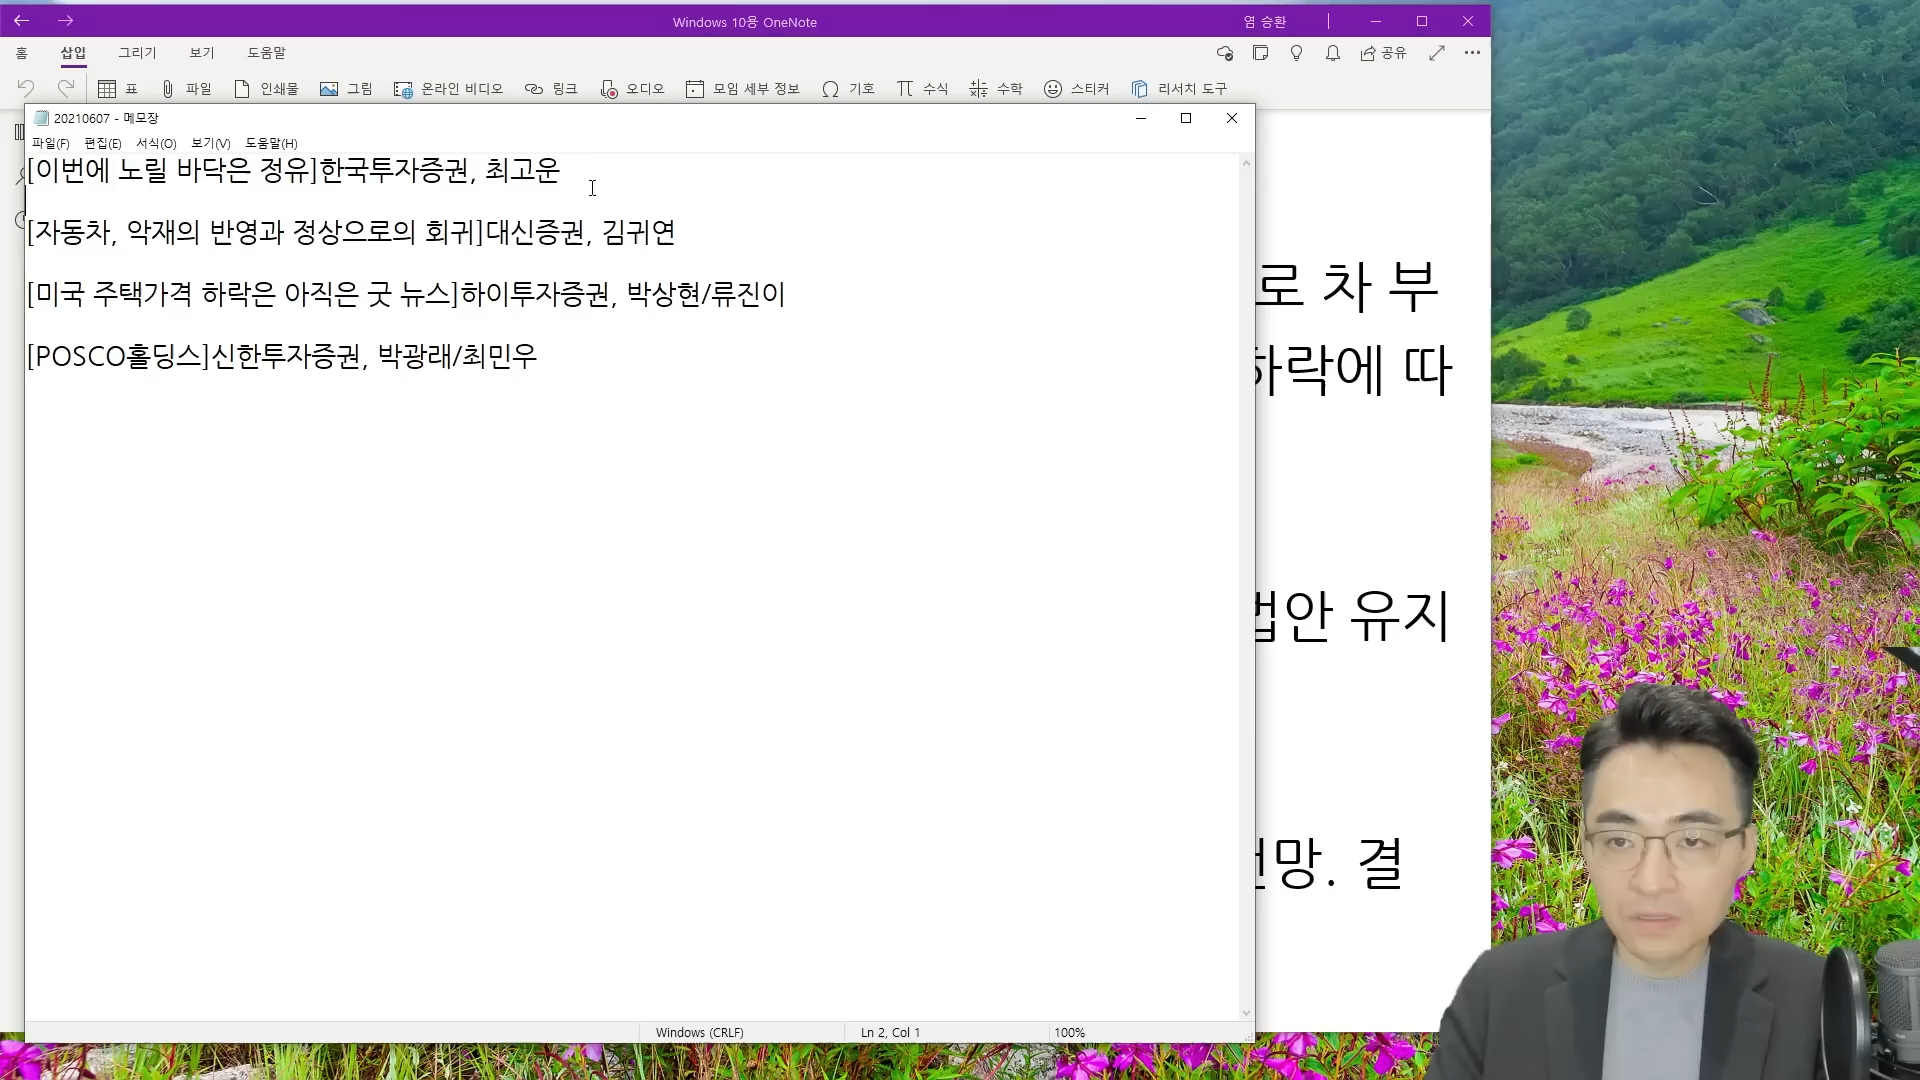 Windows 10용 OneNote
염 승환
홈 삽입 그리기 보기 도움말
공유
표 파일 인쇄물 그림 온라인 비디오 링크 오디오 모임 세부 정보 기호 수식 수학 스티커 리서치 도구
20210607 - 메모장
파일(F) 편집(E) 서식(O) 보기(V) 도움말(H)
[이번에 노릴 바닥은 정유]한국투자증권, 최고운
[자동차, 악재의 반영과 정상으로의 회귀]대신증권, 김귀연
[미국 주택가격 하락은 아직은 굿 뉴스]하이투자증권, 박상현/류진이
[POSCO홀딩스]신한투자증권, 박광래/최민우
로 차 부
하락에 따
법안 유지
망. 결
Windows (CRLF) Ln 2, Col 1 100%